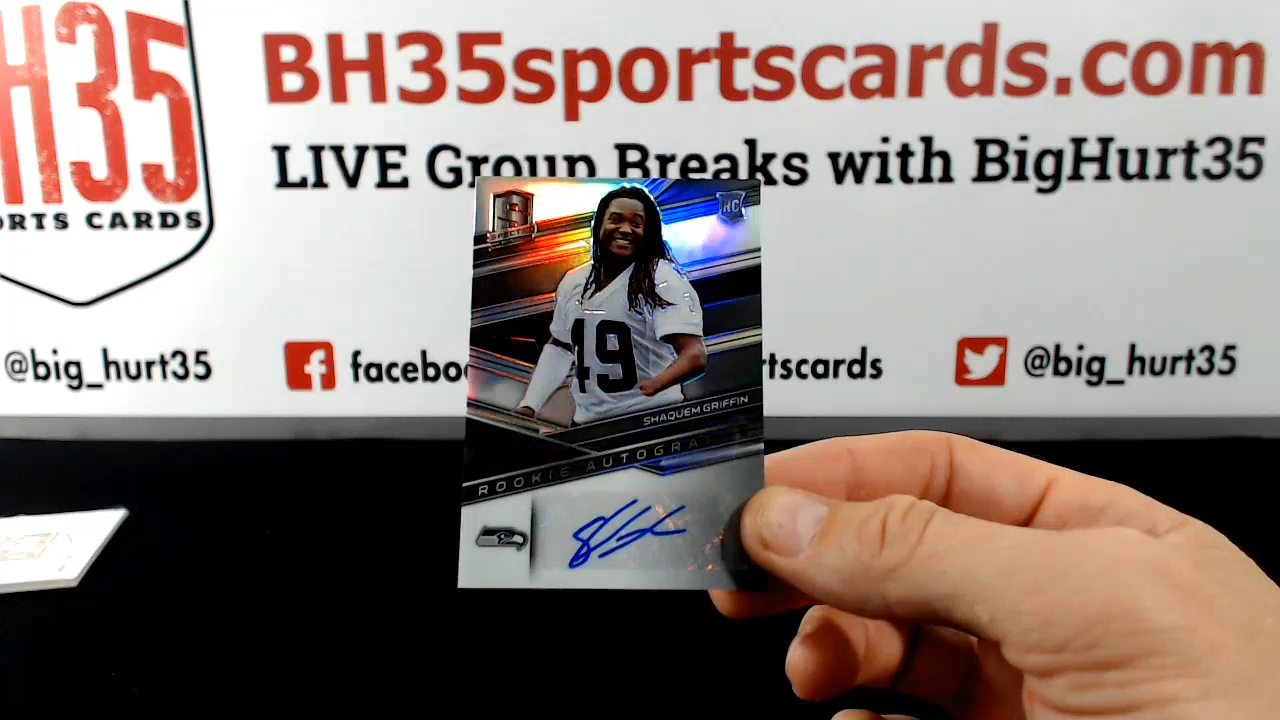 H35
ORTS CARDS
BH35sportscards.com
LIVE Group Breaks with BigHurt35
@big_hurt35
faceboo
rtscards
@big_hurt35
RC
49
SHAQUEM GRIFFIN
ROOKIE AUTOGRA